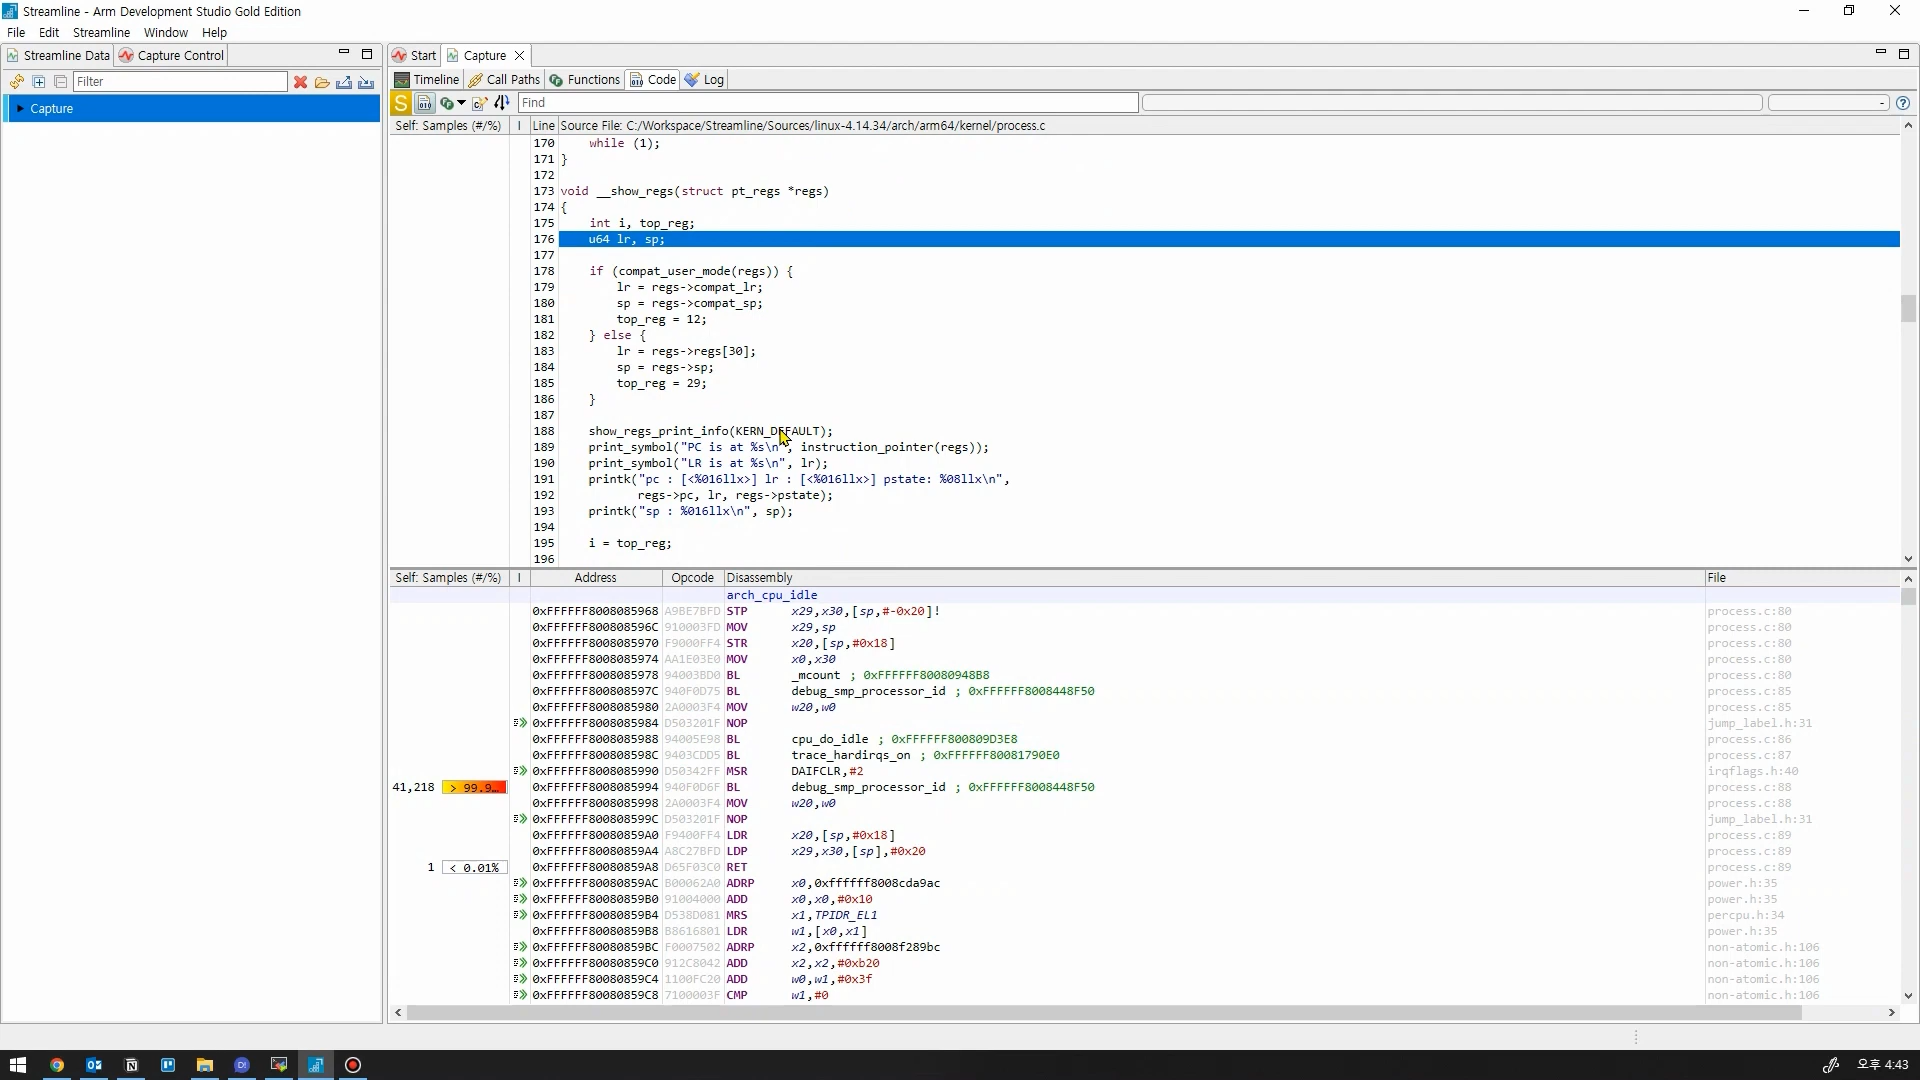 Streamline - Arm Development Studio Gold Edition
File Edit Streamline Window Help
Streamline Data Capture Control
Start Capture
Filter
Capture
Timeline Call Paths Functions Code Log
S Find -
Self: Samples (#/%) I Line Source File: C:/Workspace/Streamline/Sources/linux-4.14.34/arch/arm64/kernel/process.c
170 while (1);
171 }
172
173 void __show_regs(struct pt_regs *regs)
174 {
175 int i, top_reg;
176 u64 lr, sp;
177
178 if (compat_user_mode(regs)) {
179 lr = regs->compat_lr;
180 sp = regs->compat_sp;
181 top_reg = 12;
182 } else {
183 lr = regs->regs[30];
184 sp = regs->sp;
185 top_reg = 29;
186 }
187
188 show_regs_print_info(KERN_DEFAULT);
189 print_symbol("PC is at %s\n", instruction_pointer(regs));
190 print_symbol("LR is at %s\n", lr);
191 printk("pc : [<%016llx>] lr : [<%016llx>] pstate: %08llx\n",
192 regs->pc, lr, regs->pstate);
193 printk("sp : %016llx\n", sp);
194
195 i = top_reg;
196
Self: Samples (#/%) I Address Opcode Disassembly File
arch_cpu_idle
0xFFFFFF8008085968 A9BE7BFD STP x29,x30,[sp,#-0x20]! process.c:80
0xFFFFFF800808596C 910003FD MOV x29,sp process.c:80
0xFFFFFF8008085970 F9000FF4 STR x20,[sp,#0x18] process.c:80
0xFFFFFF8008085974 AA1E03E0 MOV x0,x30 process.c:80
0xFFFFFF8008085978 94003BD0 BL _mcount ; 0xFFFFFF80080948B8 process.c:80
0xFFFFFF800808597C 940F0D75 BL debug_smp_processor_id ; 0xFFFFFF8008448F50 process.c:85
0xFFFFFF8008085980 2A0003F4 MOV w20,w0 process.c:85
0xFFFFFF8008085984 D503201F NOP jump_label.h:31
0xFFFFFF8008085988 94005E98 BL cpu_do_idle ; 0xFFFFFF800809D3E8 process.c:86
0xFFFFFF800808598C 9403CDD5 BL trace_hardirqs_on ; 0xFFFFFF80081790E0 process.c:87
0xFFFFFF8008085990 D50342FF MSR DAIFCLR,#2 irqflags.h:40
41,218 > 99.9… 0xFFFFFF8008085994 940F0D6F BL debug_smp_processor_id ; 0xFFFFFF8008448F50 process.c:88
0xFFFFFF8008085998 2A0003F4 MOV w20,w0 process.c:88
0xFFFFFF800808599C D503201F NOP jump_label.h:31
0xFFFFFF80080859A0 F9400FF4 LDR x20,[sp,#0x18] process.c:89
0xFFFFFF80080859A4 A8C27BFD LDP x29,x30,[sp],#0x20 process.c:89
1 < 0.01% 0xFFFFFF80080859A8 D65F03C0 RET process.c:89
0xFFFFFF80080859AC B00062A0 ADRP x0,0xffffff8008cda9ac power.h:35
0xFFFFFF80080859B0 91004000 ADD x0,x0,#0x10 power.h:35
0xFFFFFF80080859B4 D538D081 MRS x1,TPIDR_EL1 percpu.h:34
0xFFFFFF80080859B8 B8616801 LDR w1,[x0,x1] power.h:35
0xFFFFFF80080859BC F0007502 ADRP x2,0xffffff8008f289bc non-atomic.h:106
0xFFFFFF80080859C0 912C8042 ADD x2,x2,#0xb20 non-atomic.h:106
0xFFFFFF80080859C4 1100FC20 ADD w0,w1,#0x3f non-atomic.h:106
0xFFFFFF80080859C8 7100003F CMP w1,#0 non-atomic.h:106
오후 4:43